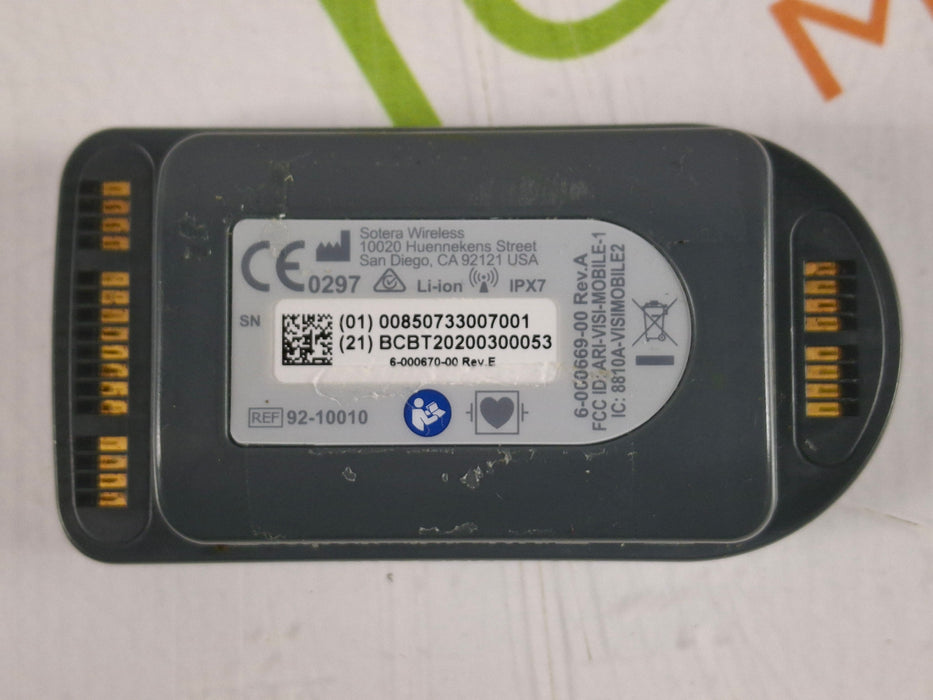 Sotera Wireless
10020 Huennekens Street
San Diego, CA 92121 USA
CE 0297 Li-ion IPX7
SN
(01) 00850733007001
(21) BCBT20200300053
6-000670-00 Rev.E
REF 92-10010
6-000669-00 Rev.A
FCC ID: ARI-VISI-MOBILE-1
IC: 8810A-VISIMOBILE2
M